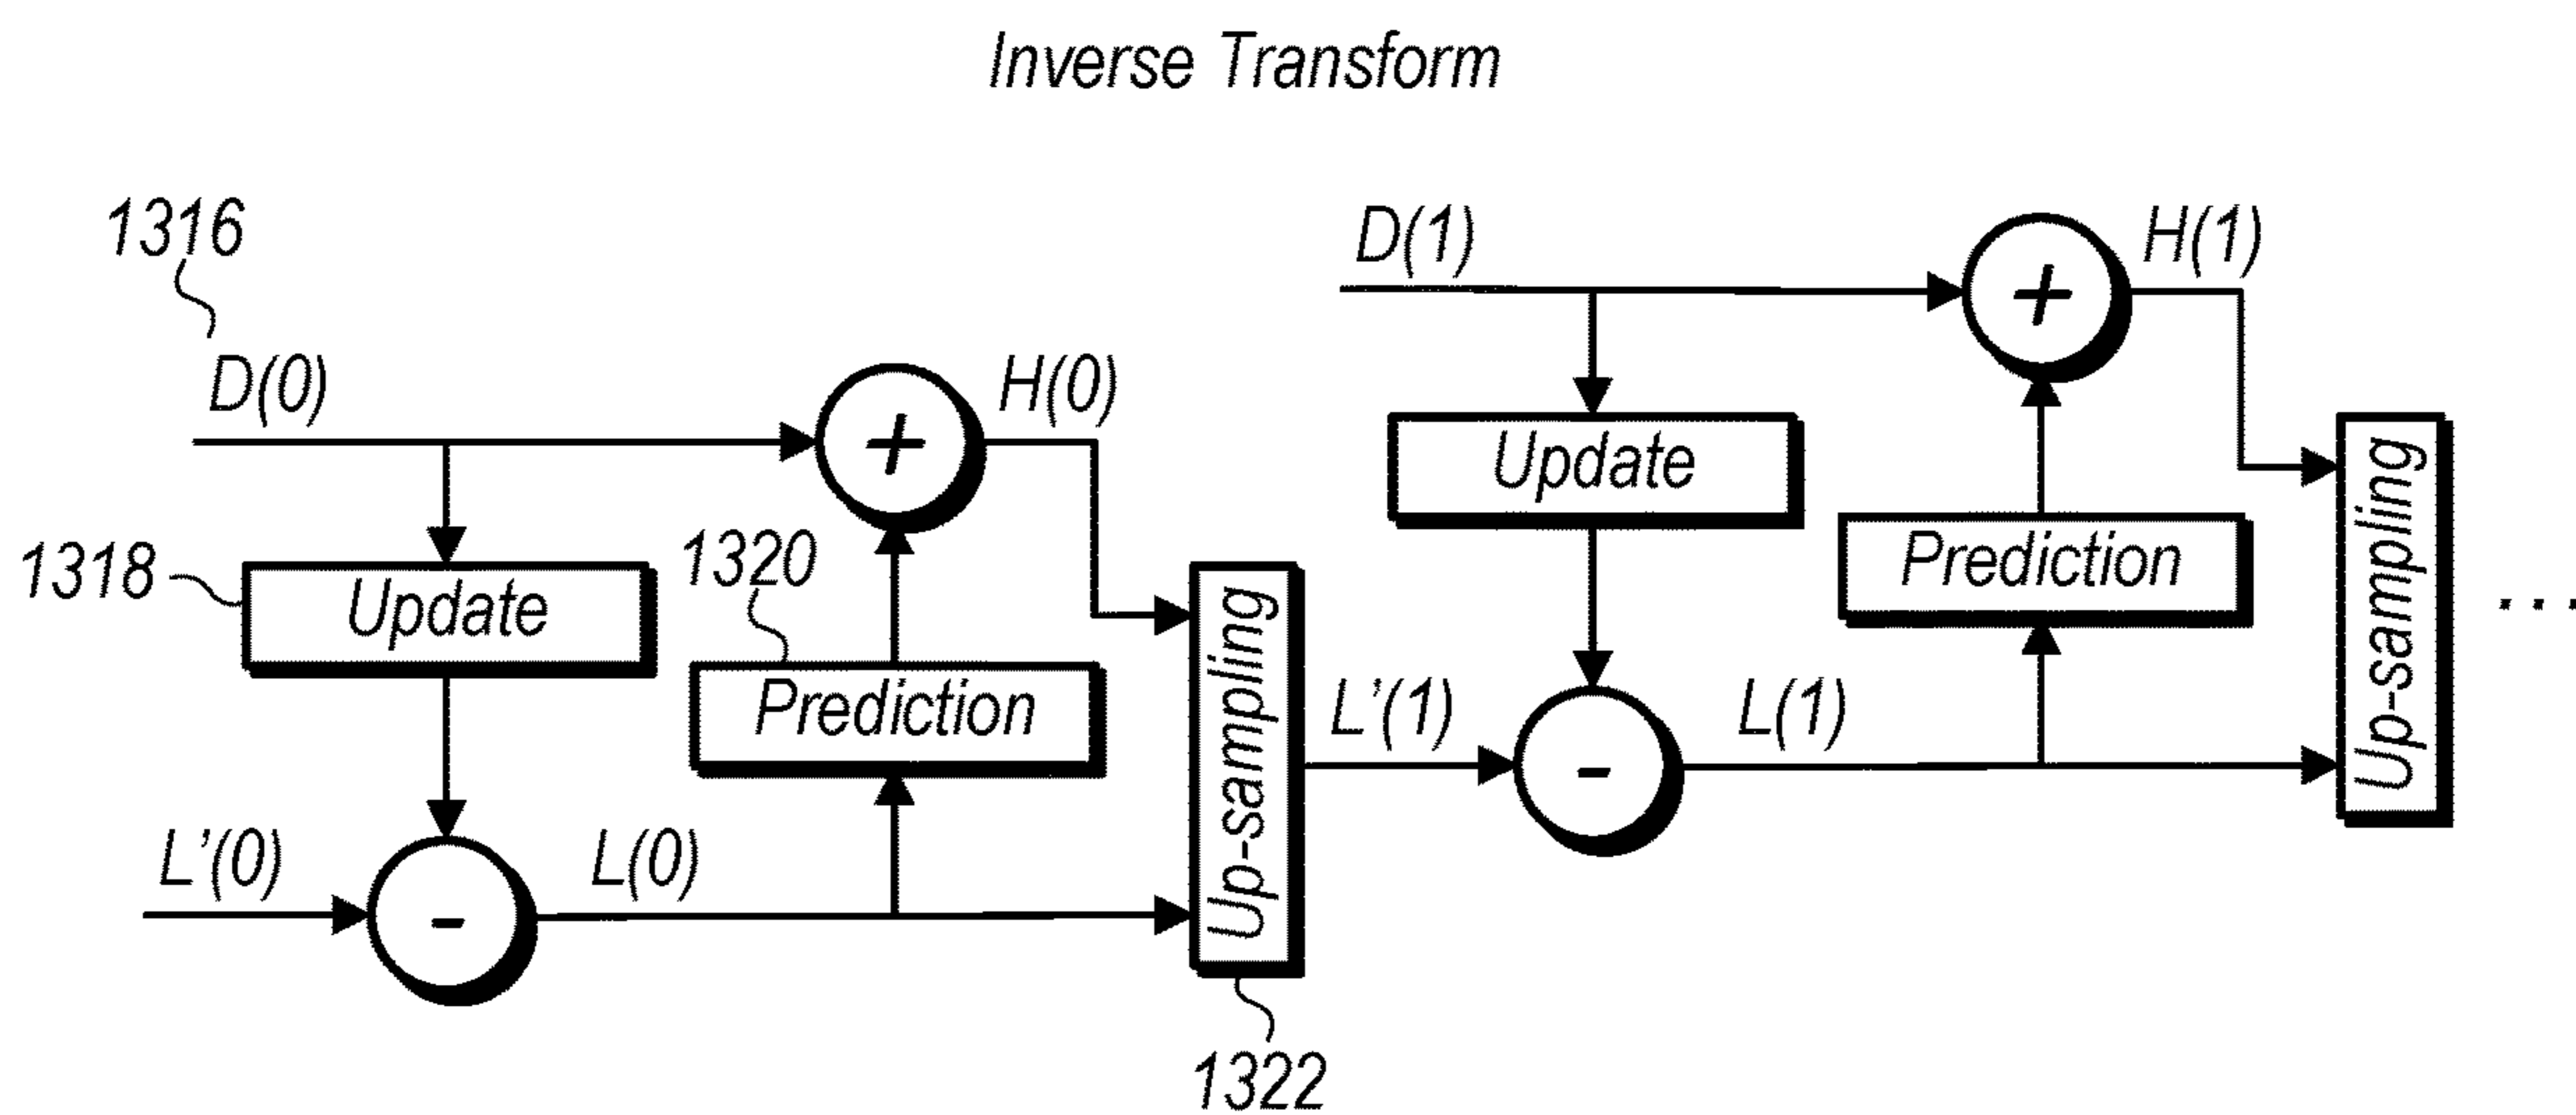 Inverse Transform
1316
D(0)
H(0)
+
1318
Update
1320
Prediction
L'(0)
-
L(0)
Up-sampling
1322
D(1)
H(1)
+
Update
Prediction
L'(1)
-
L(1)
Up-sampling
...